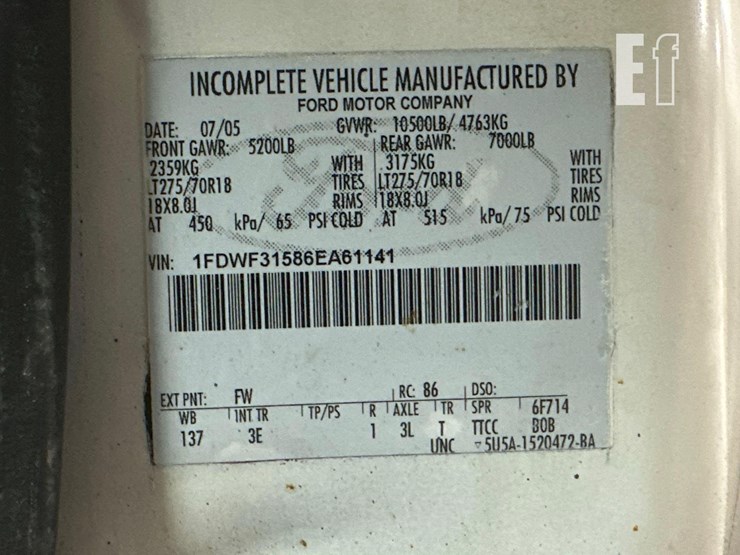 Ef
INCOMPLETE VEHICLE MANUFACTURED BY
FORD MOTOR COMPANY
DATE: 07/05 GVWR: 10500LB/ 4763KG
FRONT GAWR: 5200LB REAR GAWR: 7000LB
2359KG WITH 3175KG WITH
LT275/70R18 TIRES LT275/70R18 TIRES
18X8.0J RIMS 18X8.0J RIMS
AT 450 kPa/ 65 PSI COLD AT 515 kPa/ 75 PSI COLD
VIN: 1FDWF31586EA61141
EXT PNT: FW RC: 86 DSO:
WB INT TR TP/PS R AXLE TR SPR 6F714
137 3E 1 3L T TTCC BOB
UNC ▽5U5A-1520472-BA